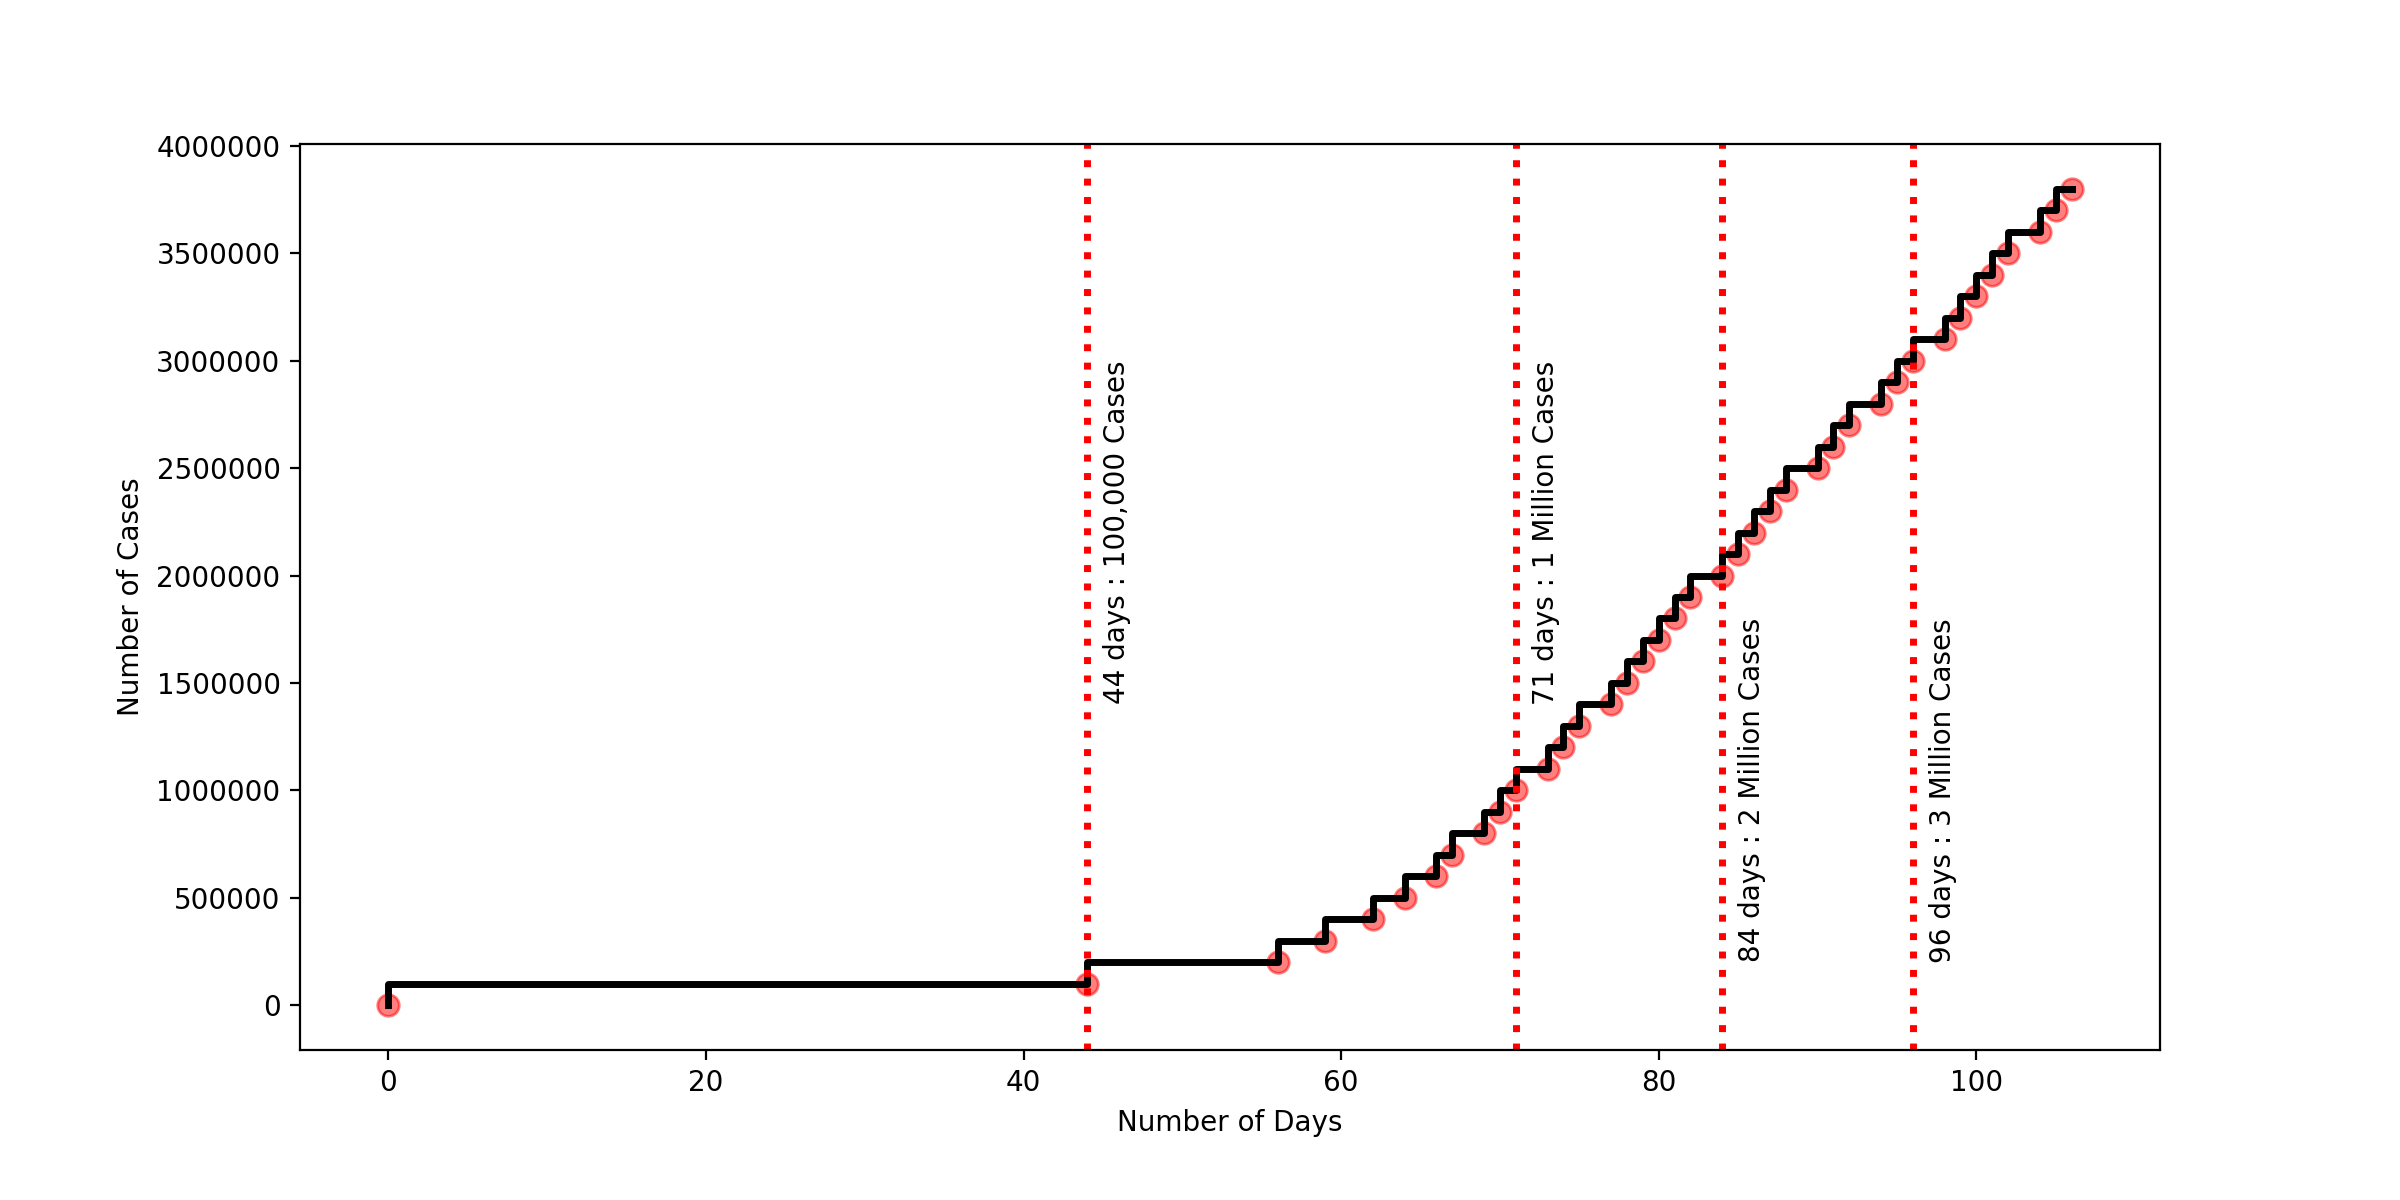 4000000
3500000
3000000
2500000
2000000
1500000
1000000
500000
0
Number of Cases
44 days : 100,000 Cases
71 days : 1 Million Cases
84 days : 2 Million Cases
96 days : 3 Million Cases
0 20 40 60 80 100
Number of Days